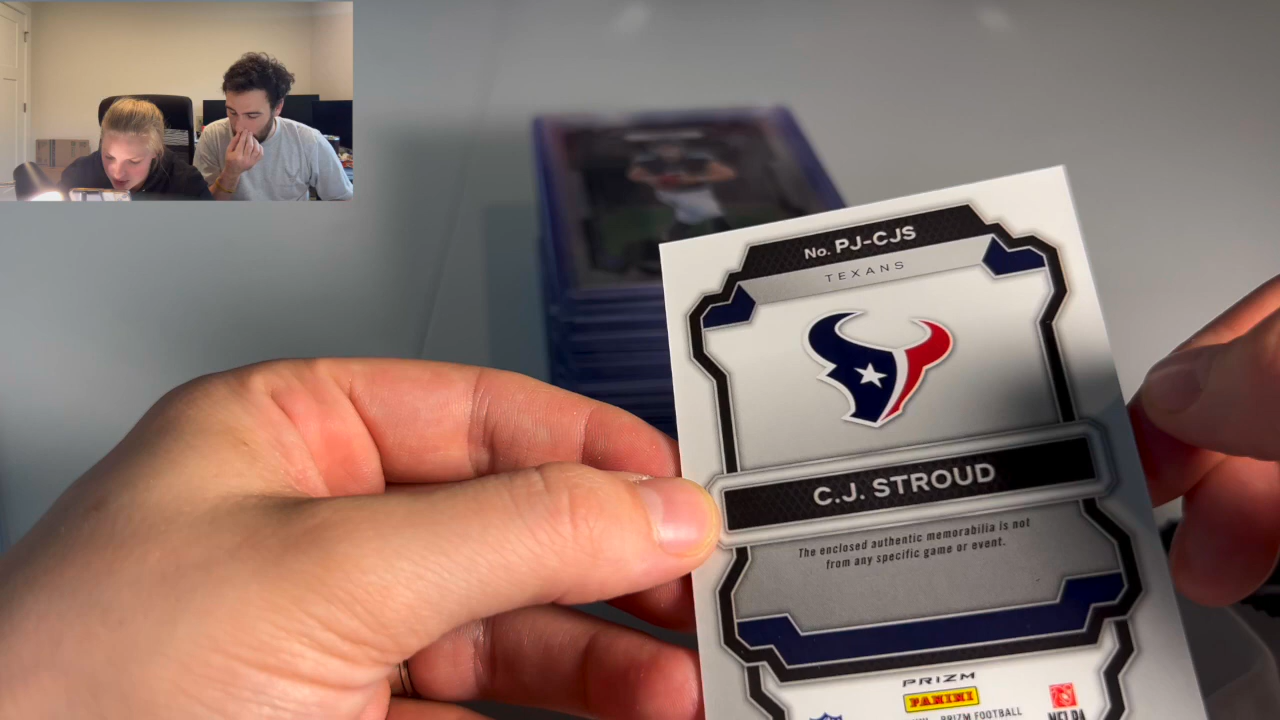 No. PJ-CJS
TEXANS
C.J. STROUD
The enclosed authentic memorabilia is not
from any specific game or event.
PRIZM
PANINI
PRIZM FOOTBALL
NFLPA